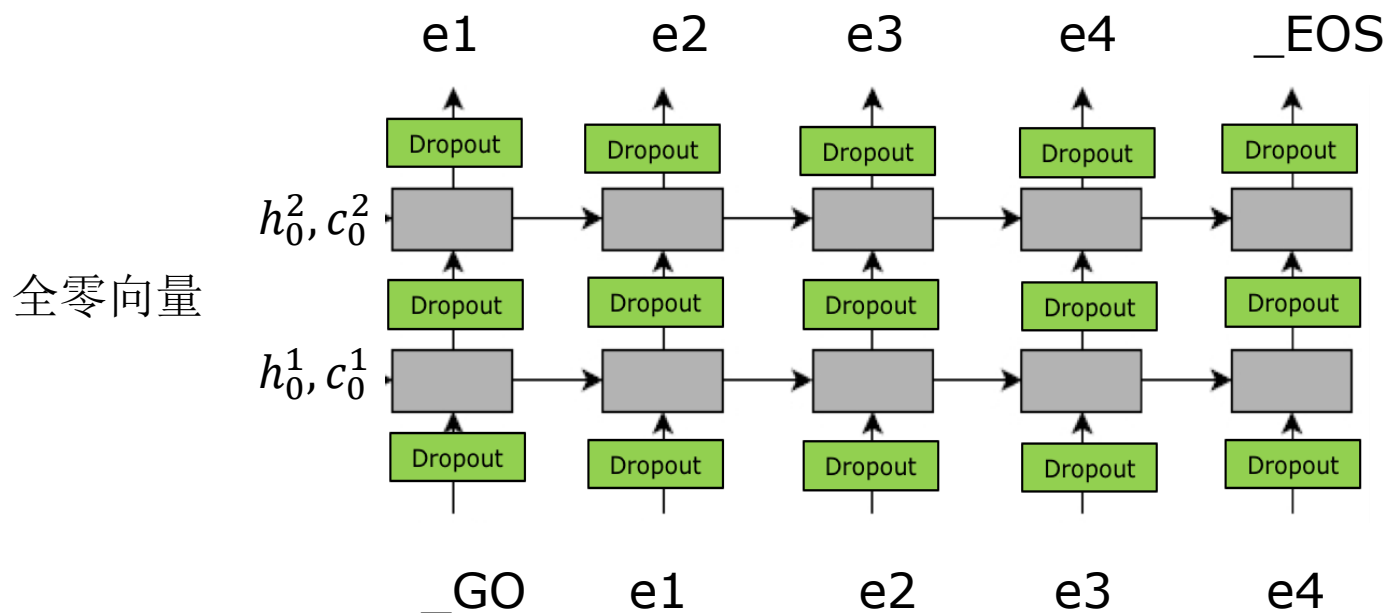 e1 e2 e3 e4 _EOS
Dropout Dropout Dropout Dropout Dropout
h_0^2, c_0^2
全零向量 Dropout Dropout Dropout Dropout Dropout
h_0^1, c_0^1
Dropout Dropout Dropout Dropout Dropout
_GO e1 e2 e3 e4